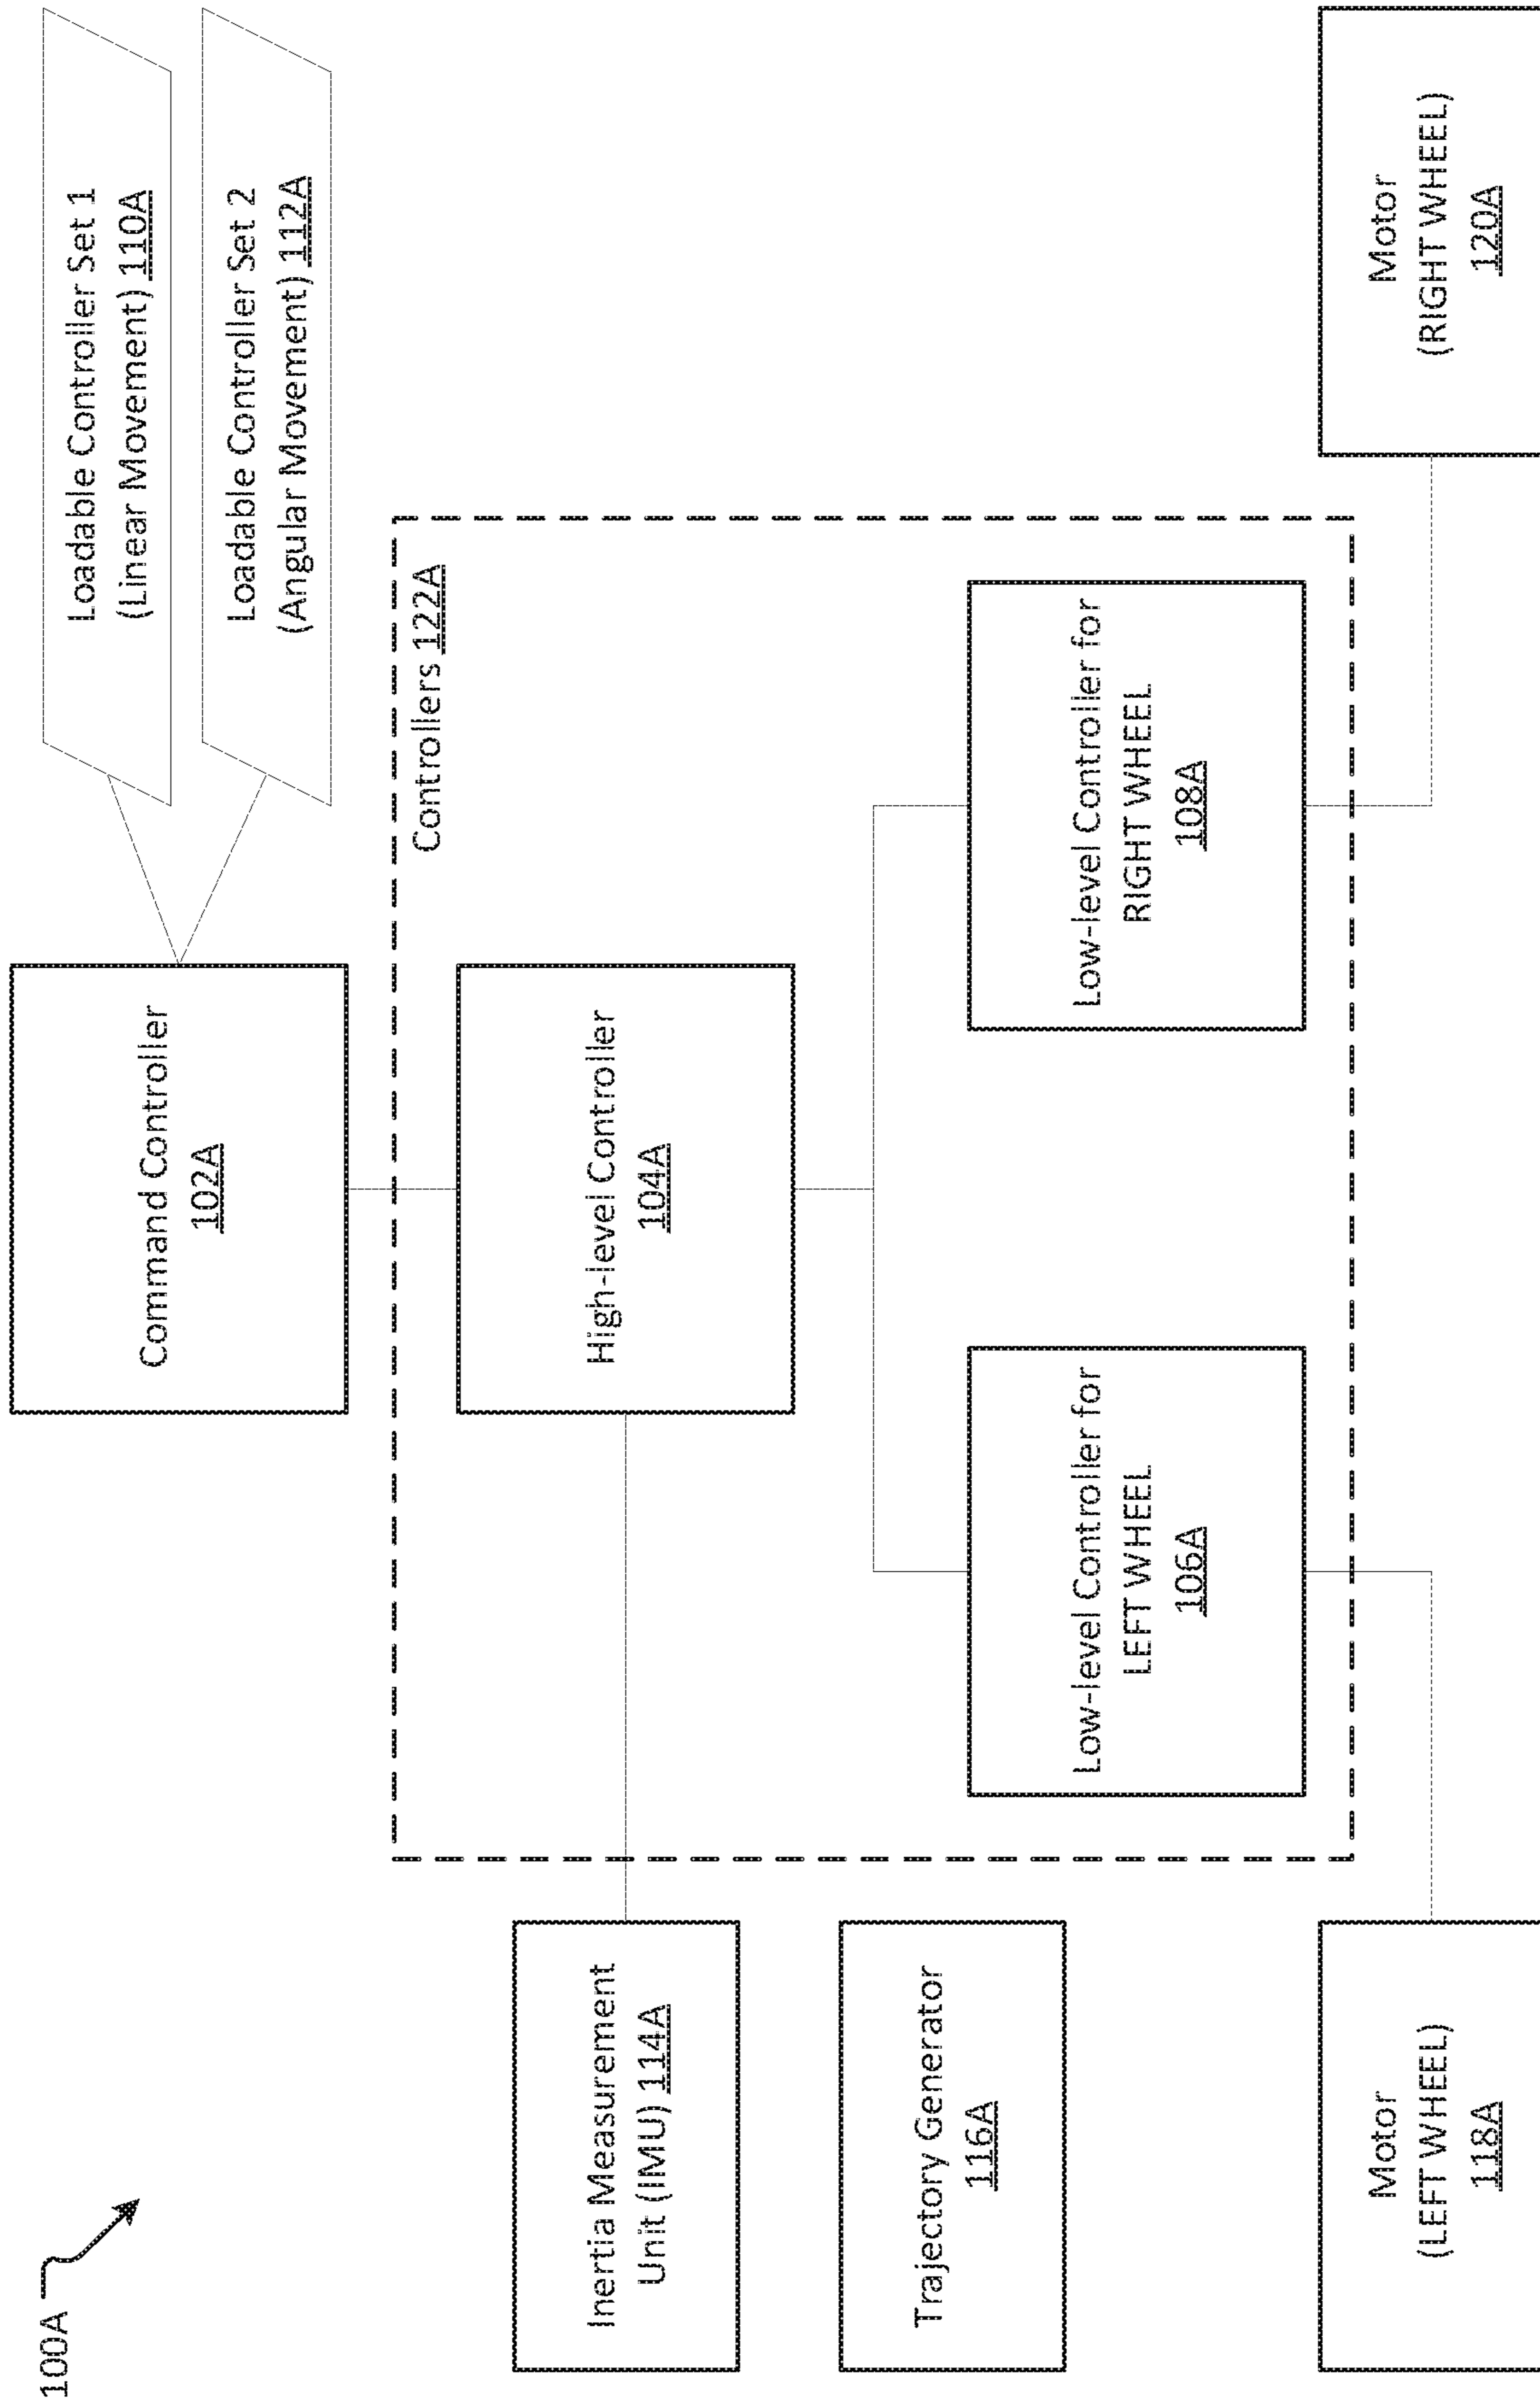 100A
Command Controller
102A
Loadable Controller Set 1
(Linear Movement) 110A
Loadable Controller Set 2
(Angular Movement) 112A
Controllers 122A
Inertia Measurement
Unit (IMU) 114A
High-level Controller
104A
Trajectory Generator
116A
Low-level Controller for
LEFT WHEEL
106A
Low-level Controller for
RIGHT WHEEL
108A
Motor
(LEFT WHEEL)
118A
Motor
(RIGHT WHEEL)
120A